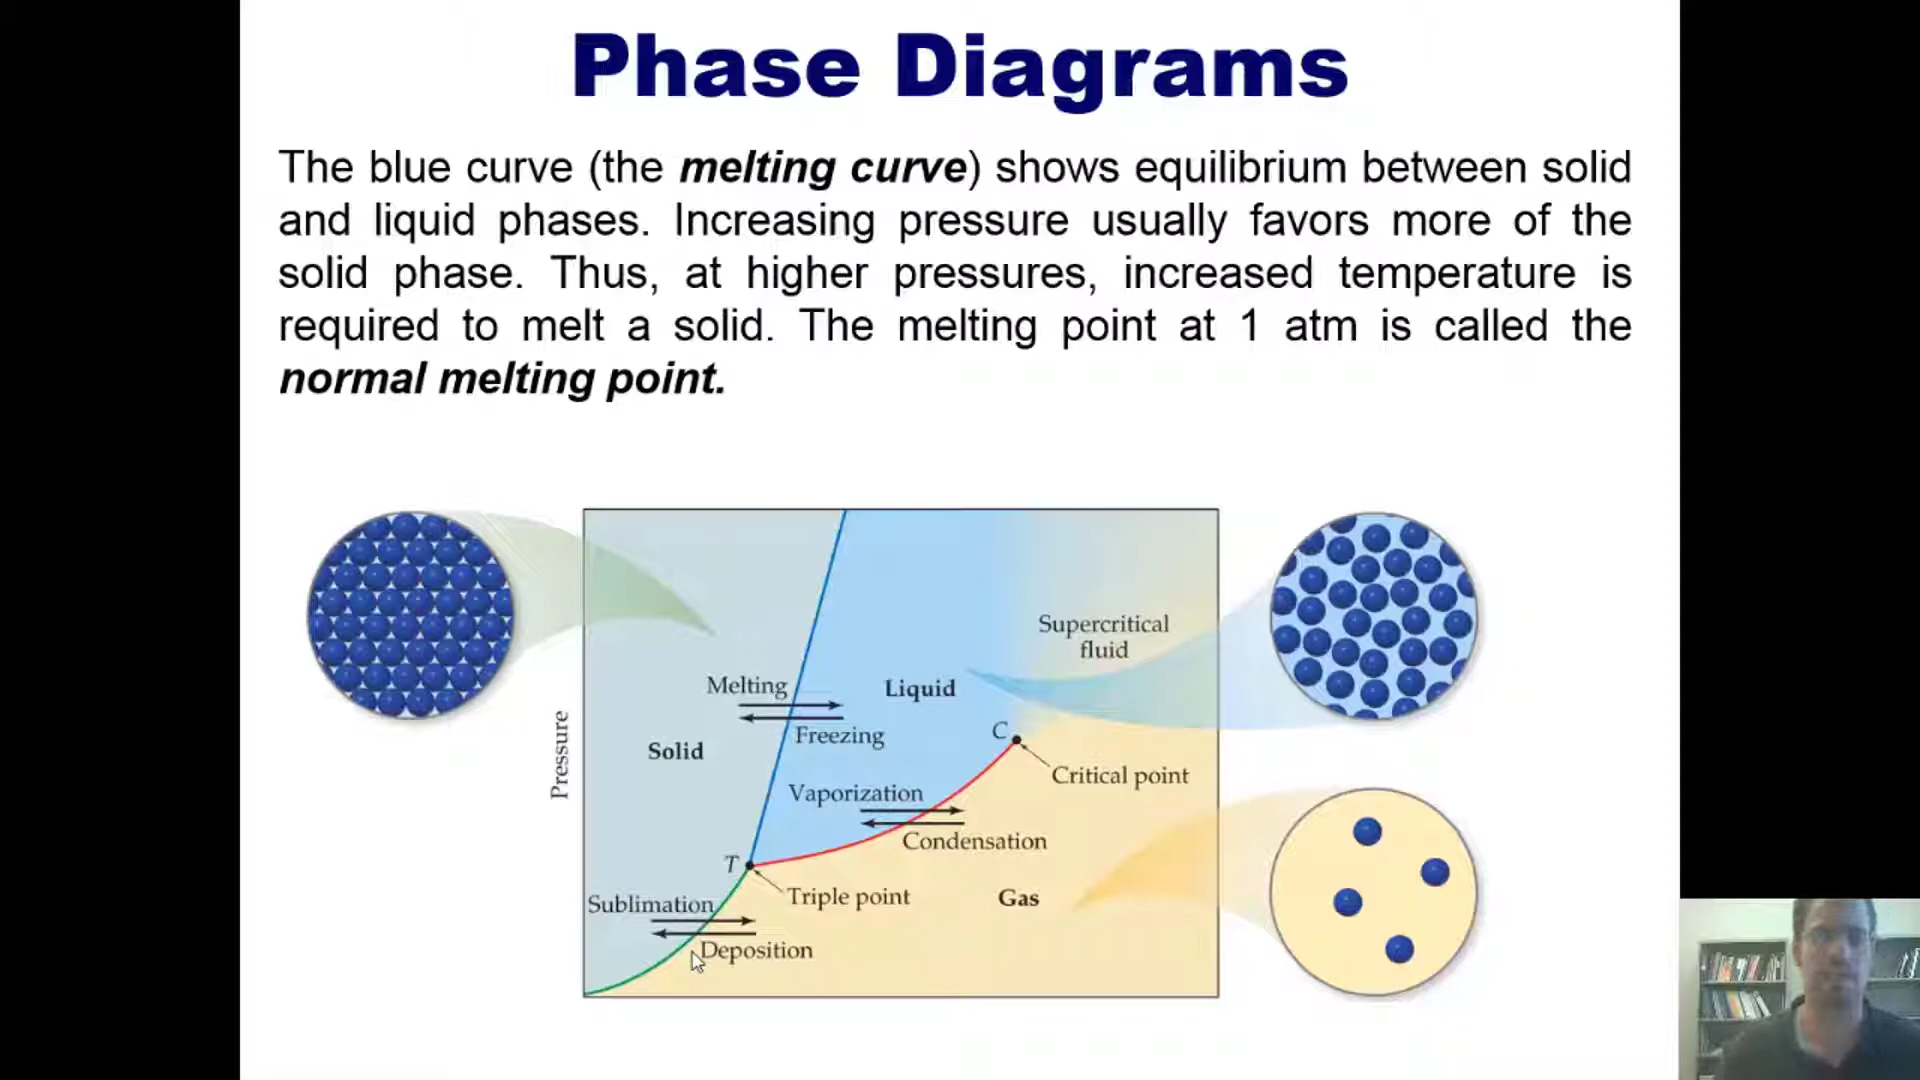 Phase Diagrams
The blue curve (the melting curve) shows equilibrium between solid
and liquid phases. Increasing pressure usually favors more of the
solid phase. Thus, at higher pressures, increased temperature is
required to melt a solid. The melting point at 1 atm is called the
normal melting point.
Supercritical
fluid
Melting
Liquid
Freezing
C
Solid
Pressure
Critical point
Vaporization
Condensation
T
Triple point
Gas
Sublimation
Deposition